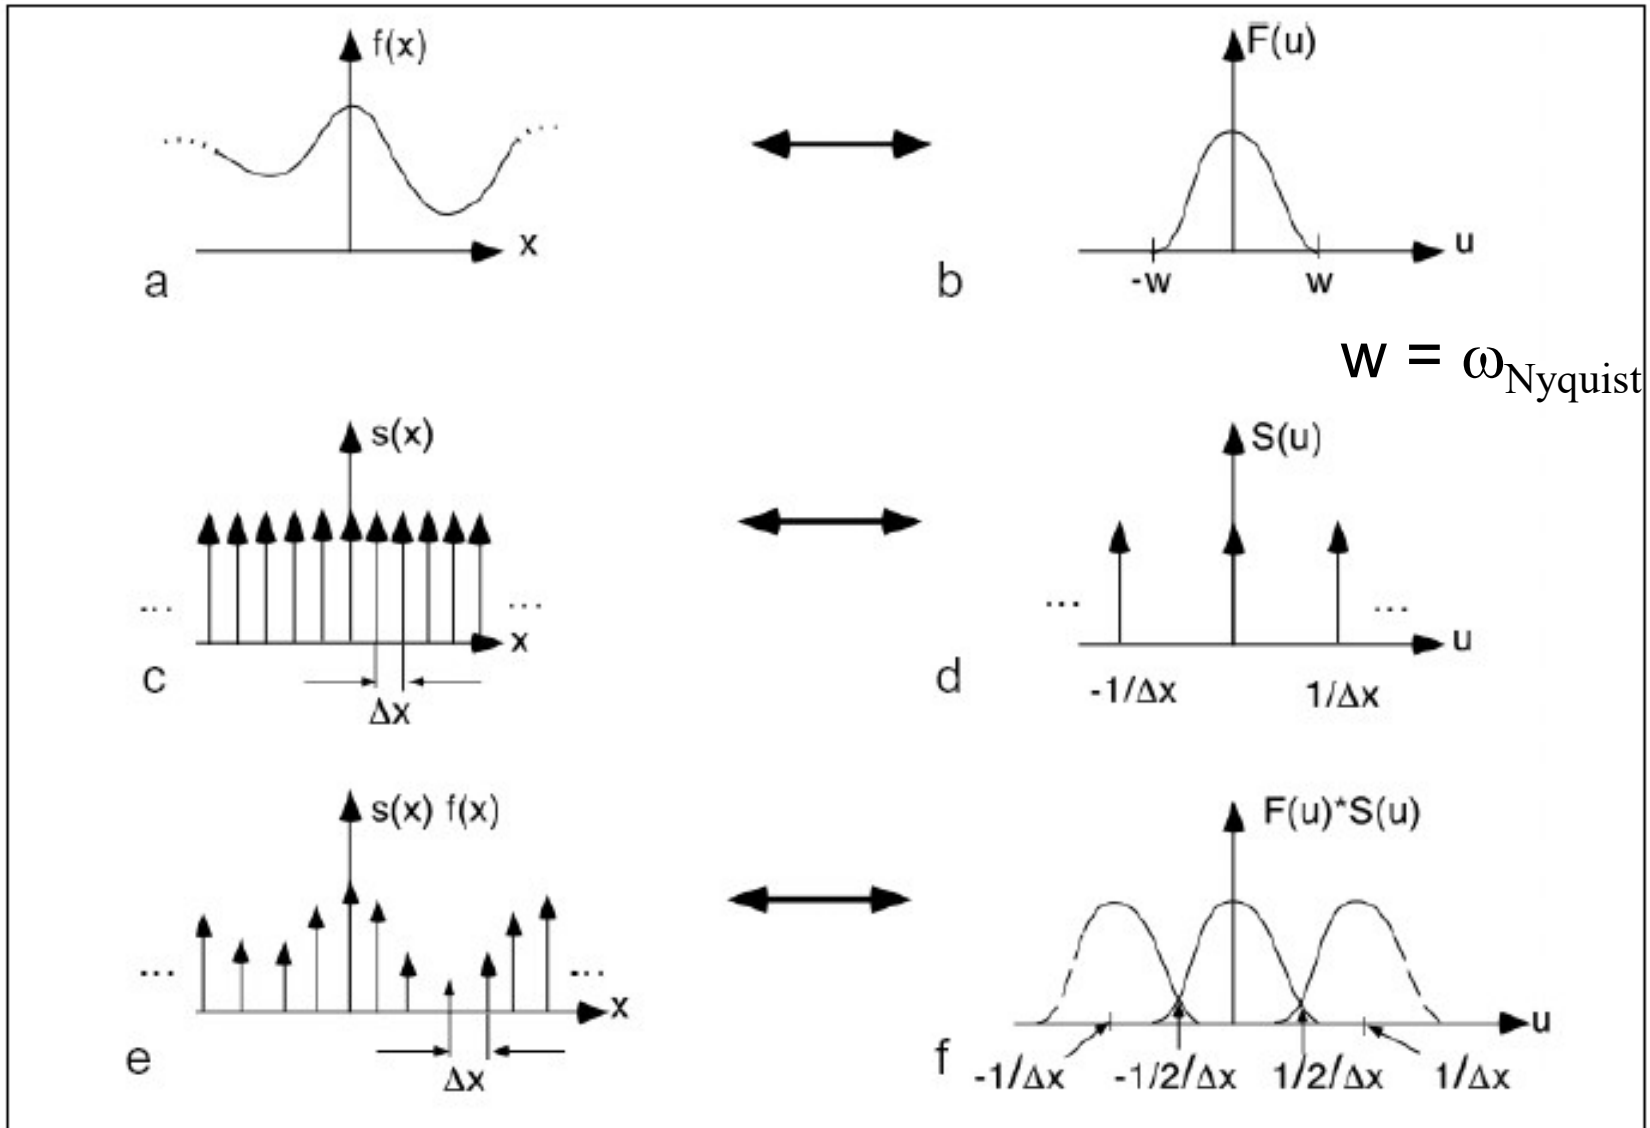 f(x)
F(u)
x
u
a
b
-w
w
w = ωNyquist
s(x)
S(u)
...
...
...
...
x
u
c
d
Δx
-1/Δx
1/Δx
s(x) f(x)
F(u)*S(u)
...
...
x
u
e
f
Δx
-1/Δx
-1/2/Δx
1/2/Δx
1/Δx